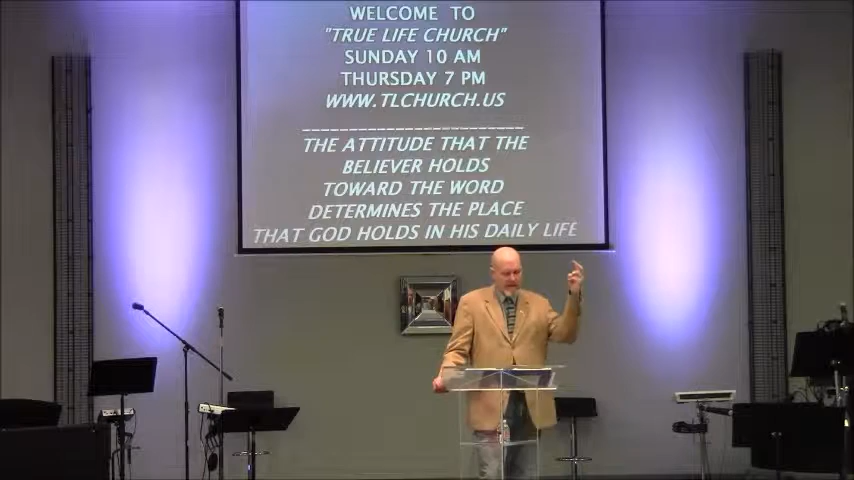 WELCOME TO
"TRUE LIFE CHURCH"
SUNDAY 10 AM
THURSDAY 7 PM
WWW.TLCHURCH.US
_______________________
THE ATTITUDE THAT THE
BELIEVER HOLDS
TOWARD THE WORD
DETERMINES THE PLACE
THAT GOD HOLDS IN HIS DAILY LIFE